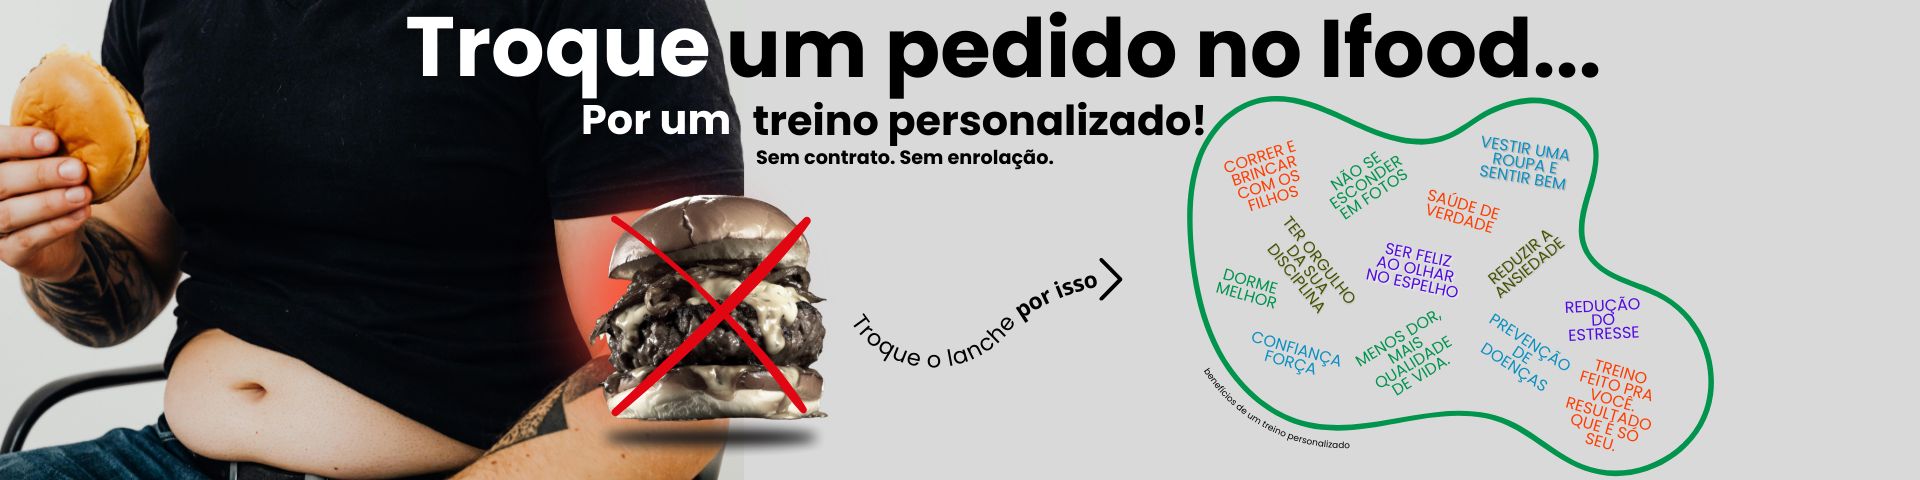 Troque um pedido no Ifood...
Por um treino personalizado!
Sem contrato. Sem enrolação.
Troque o lanche por isso
CORRER E
BRINCAR
COM OS
FILHOS
NÃO SE
ESCONDER
EM FOTOS
VESTIR UMA
ROUPA E
SENTIR BEM
SAÚDE DE
VERDADE
TER ORGULHO
DA SUA
DISCIPLINA
SER FELIZ
AO OLHAR
NO ESPELHO
REDUZIR A
ANSIEDADE
DORME
MELHOR
REDUÇÃO
DO
ESTRESSE
CONFIANÇA
FORÇA
MENOS DOR,
MAIS
QUALIDADE
DE VIDA.
PREVENÇÃO
DE
DOENÇAS
TREINO
FEITO PRA
VOCÊ.
RESULTADO
QUE É SÓ
SEU.
benefícios de um treino personalizado